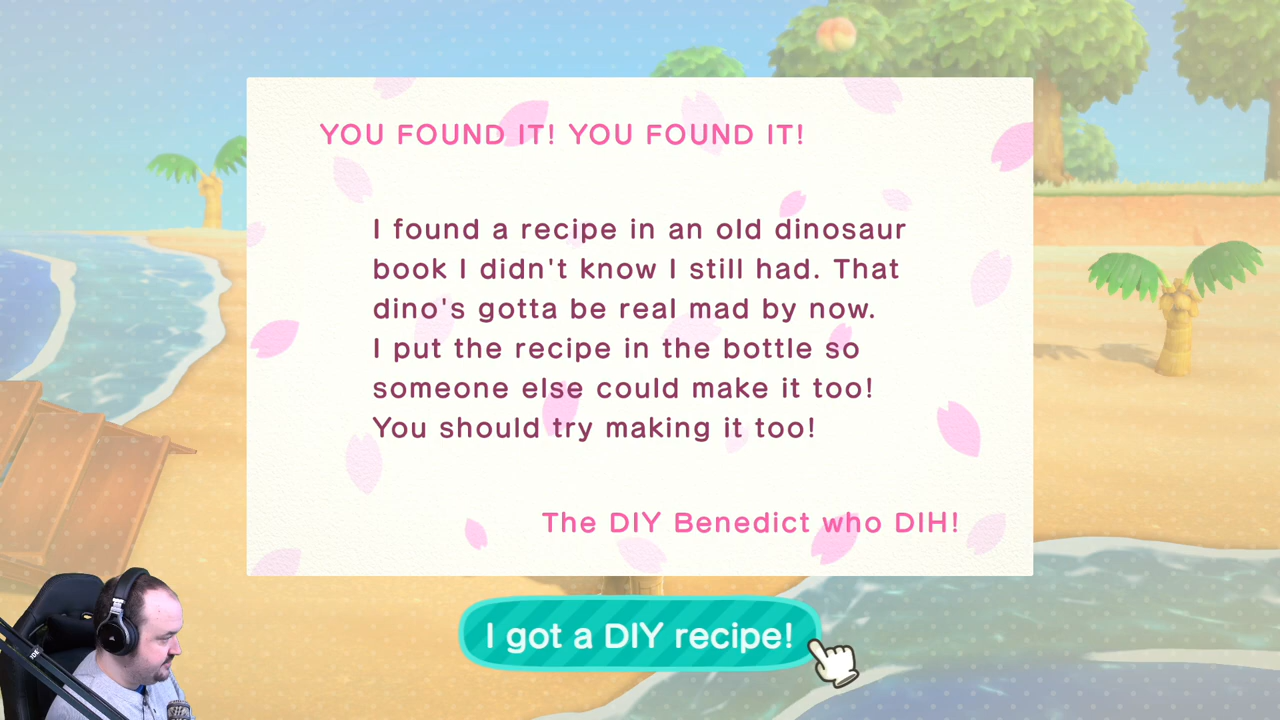 YOU FOUND IT! YOU FOUND IT!
I found a recipe in an old dinosaur
book I didn't know I still had. That
dino's gotta be real mad by now.
I put the recipe in the bottle so
someone else could make it too!
You should try making it too!
The DIY Benedict who DIH!
I got a DIY recipe!